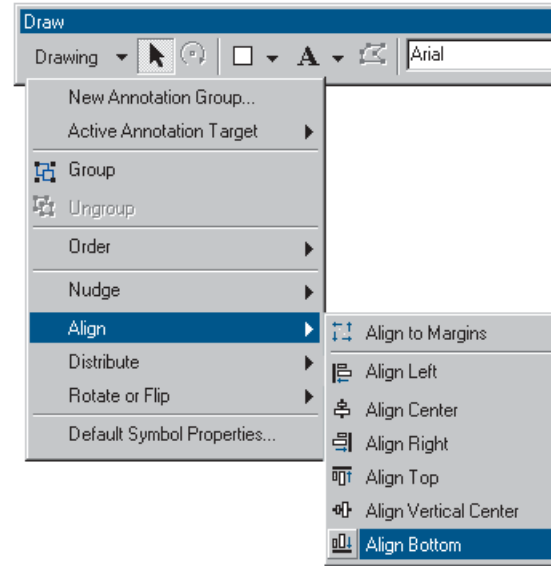 Draw
Drawing A Arial
New Annotation Group...
Active Annotation Target
Group
Ungroup
Order
Nudge
Align
Distribute
Rotate or Flip
Default Symbol Properties...
Align to Margins
Align Left
Align Center
Align Right
Align Top
Align Vertical Center
Align Bottom